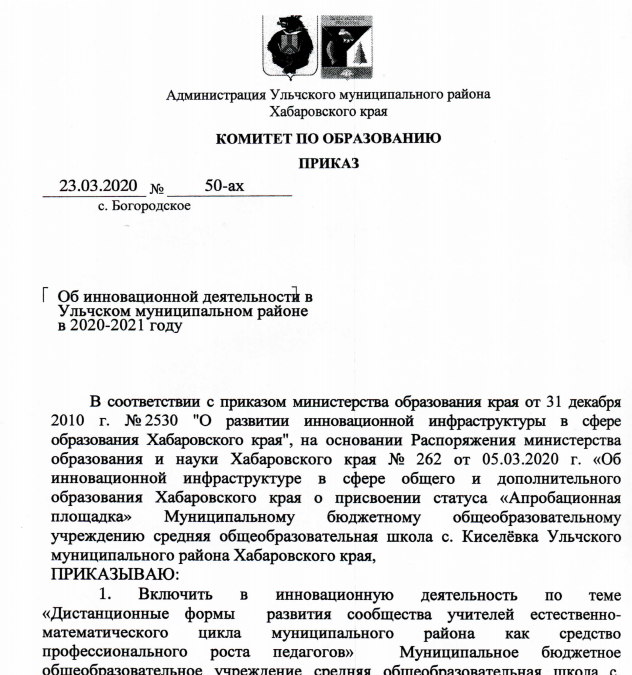 Администрация Ульчского муниципального района
Хабаровского края
КОМИТЕТ ПО ОБРАЗОВАНИЮ
ПРИКАЗ
23.03.2020 № 50-ах
с. Богородское
Об инновационной деятельности в
Ульчском муниципальном районе
в 2020-2021 году
В соответствии с приказом министерства образования края от 31 декабря
2010 г. №2530 "О развитии инновационной инфраструктуры в сфере
образования Хабаровского края", на основании Распоряжения министерства
образования и науки Хабаровского края № 262 от 05.03.2020 г. «Об
инновационной инфраструктуре в сфере общего и дополнительного
образования Хабаровского края о присвоении статуса «Апробационная
площадка» Муниципальному бюджетному общеобразовательному
учреждению средняя общеобразовательная школа с. Киселёвка Ульчского
муниципального района Хабаровского края,
ПРИКАЗЫВАЮ:
1. Включить в инновационную деятельность по теме
«Дистанционные формы развития сообщества учителей естественно-
математического цикла муниципального района как средство
профессионального роста педагогов» Муниципальное бюджетное
общеобразовательное учреждение средняя общеобразовательная школа с.